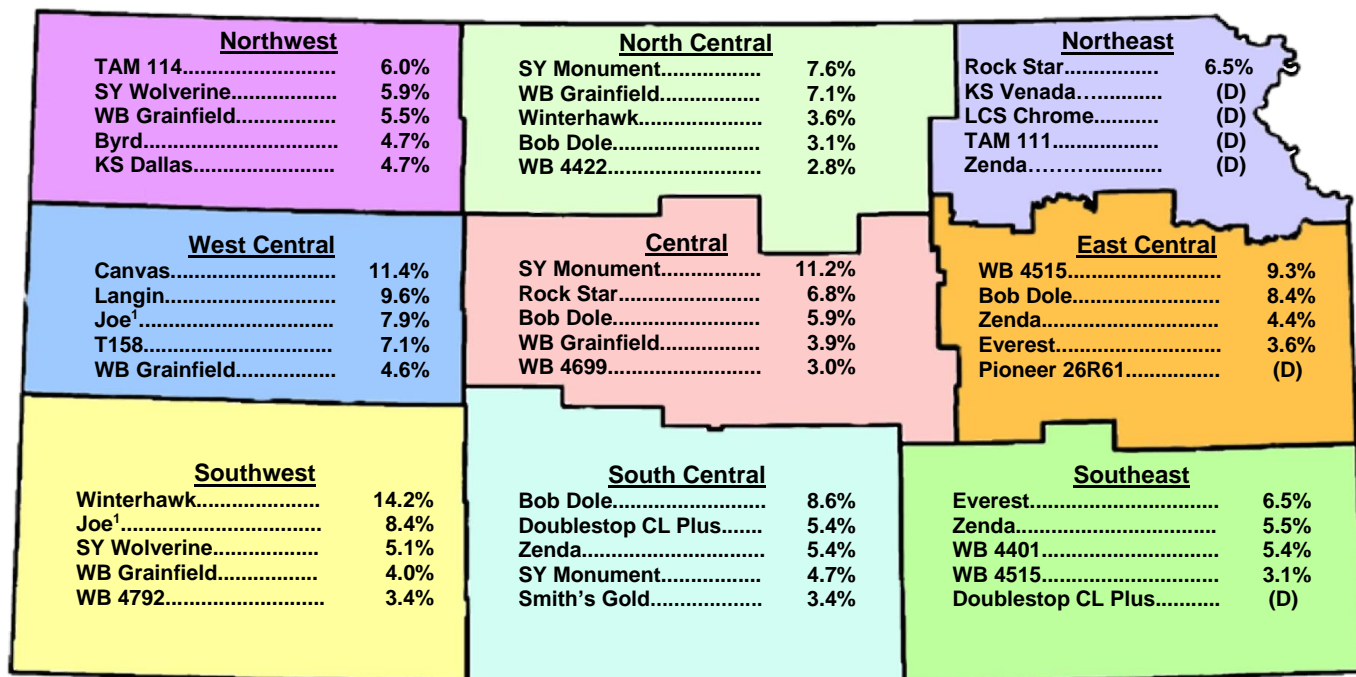 Northwest
TAM 114............................ 6.0%
SY Wolverine................... 5.9%
WB Grainfield................... 5.5%
Byrd.................................. 4.7%
KS Dallas......................... 4.7%
North Central
SY Monument.................. 7.6%
WB Grainfield................... 7.1%
Winterhawk...................... 3.6%
Bob Dole.......................... 3.1%
WB 4422........................... 2.8%
Northeast
Rock Star................ 6.5%
KS Venada............... (D)
LCS Chrome............ (D)
TAM 111................... (D)
Zenda..................... (D)
West Central
Canvas............................. 11.4%
Langin.............................. 9.6%
Joe¹.................................. 7.9%
T158................................. 7.1%
WB Grainfield................... 4.6%
Central
SY Monument.................. 11.2%
Rock Star......................... 6.8%
Bob Dole.......................... 5.9%
WB Grainfield................... 3.9%
WB 4699........................... 3.0%
East Central
WB 4515........................... 9.3%
Bob Dole.......................... 8.4%
Zenda............................... 4.4%
Everest............................. 3.6%
Pioneer 26R61................ (D)
Southwest
Winterhawk...................... 14.2%
Joe¹.................................. 8.4%
SY Wolverine................... 5.1%
WB Grainfield................... 4.0%
WB 4792........................... 3.4%
South Central
Bob Dole.......................... 8.6%
Doublestop CL Plus....... 5.4%
Zenda............................... 5.4%
SY Monument.................. 4.7%
Smith’s Gold.................... 3.4%
Southeast
Everest............................. 6.5%
Zenda............................... 5.5%
WB 4401........................... 5.4%
WB 4515........................... 3.1%
Doublestop CL Plus........... (D)